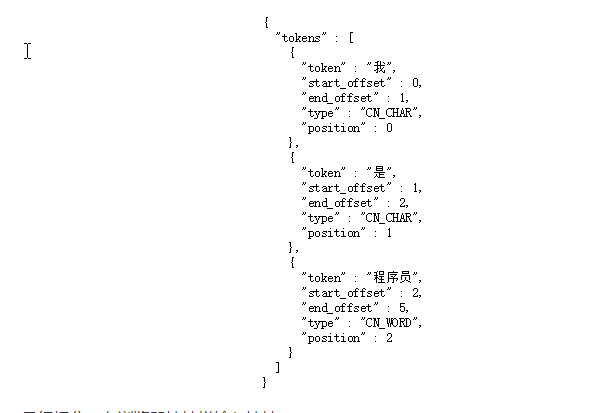 {
"tokens" : [
{
"token" : "我",
"start_offset" : 0,
"end_offset" : 1,
"type" : "CN_CHAR",
"position" : 0
},
{
"token" : "是",
"start_offset" : 1,
"end_offset" : 2,
"type" : "CN_CHAR",
"position" : 1
},
{
"token" : "程序员",
"start_offset" : 2,
"end_offset" : 5,
"type" : "CN_WORD",
"position" : 2
}
]
}